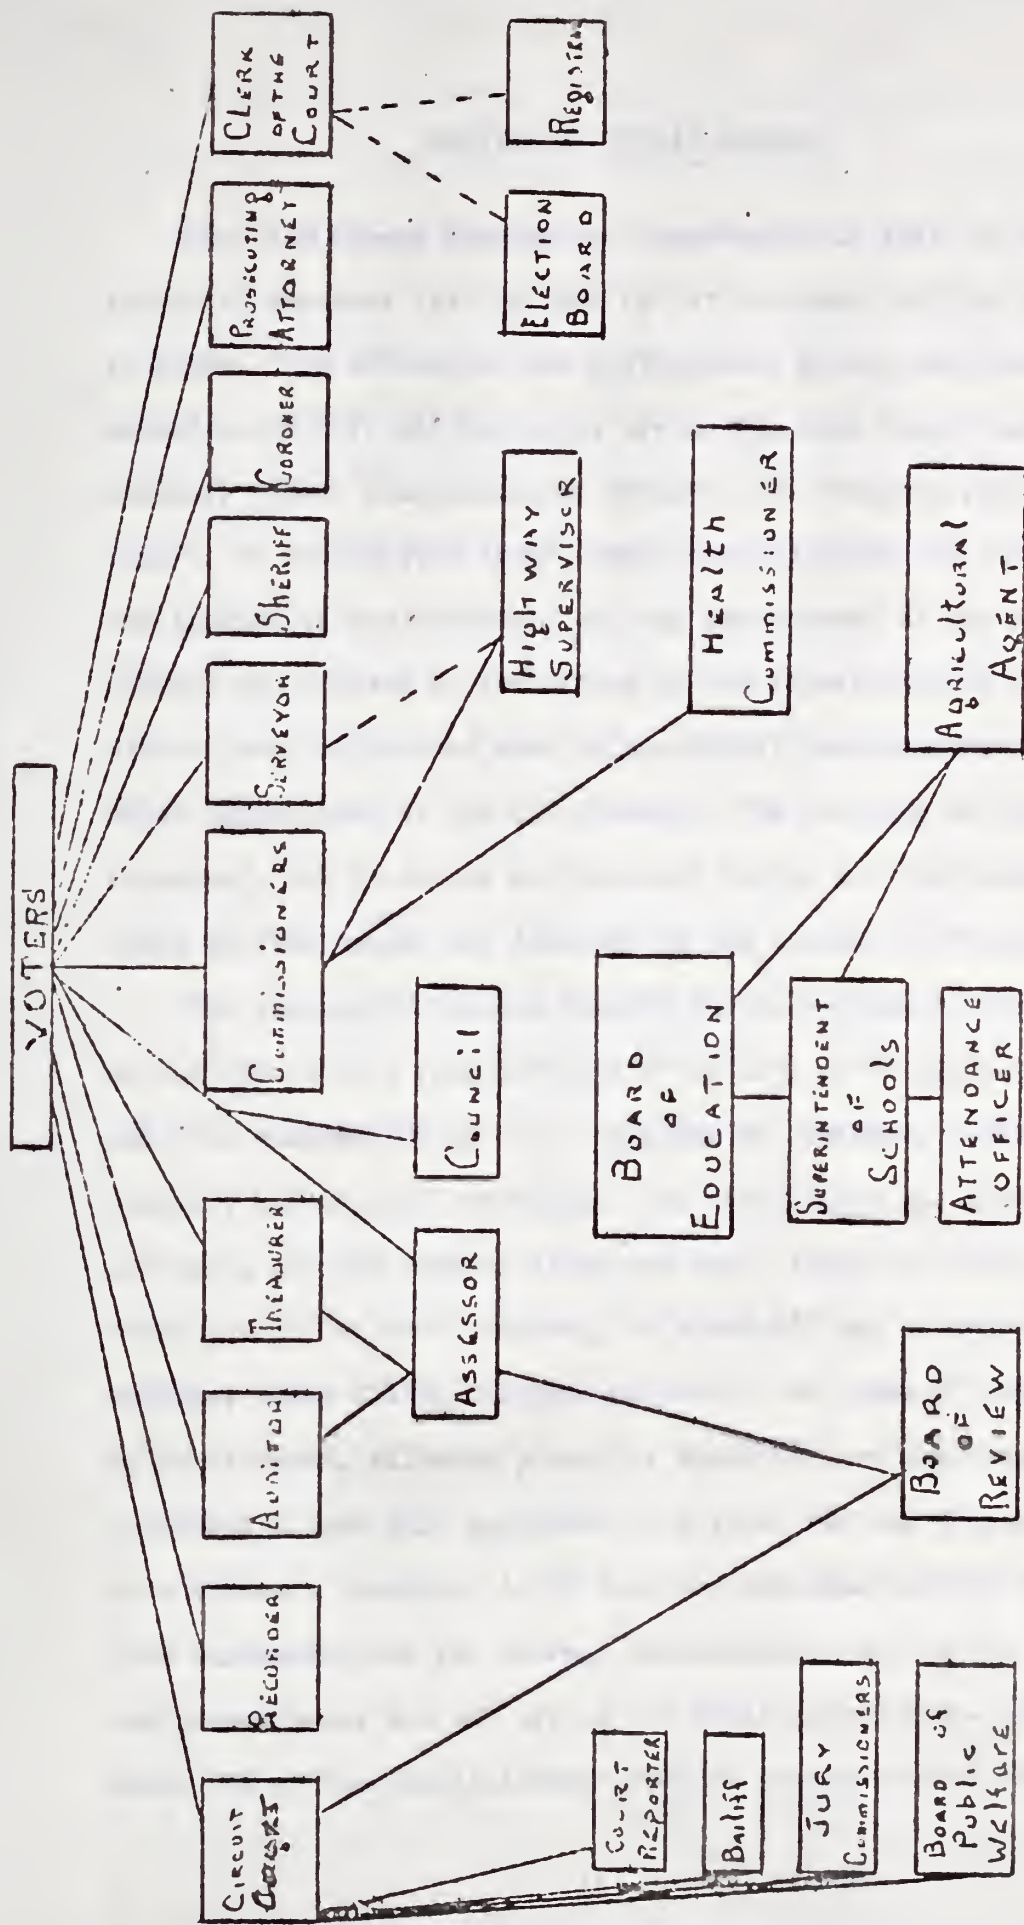 VOTERS
CIRCUIT
COURT
RECORDER
AUDITOR
TREASURER
COMMISSIONERS
SURVEYOR
SHERIFF
CORONER
PROSICUTING
ATTORNEY
CLERK
OF THE
COURT
ASSESSOR
COUNCIL
HIGHWAY
SUPERVISOR
ELECTION
BOARD
COURT
REPORTER
BAILIFF
JURY
COMMISSIONERS
BOARD OF
PUBLIC
WELFARE
BOARD
OF
REVIEW
BOARD
OF
EDUCATION
SUPERINTENDENT
OF
SCHOOLS
ATTENDANCE
OFFICER
HEALTH
COMMISSIONER
AGRICULTURAL
AGENT